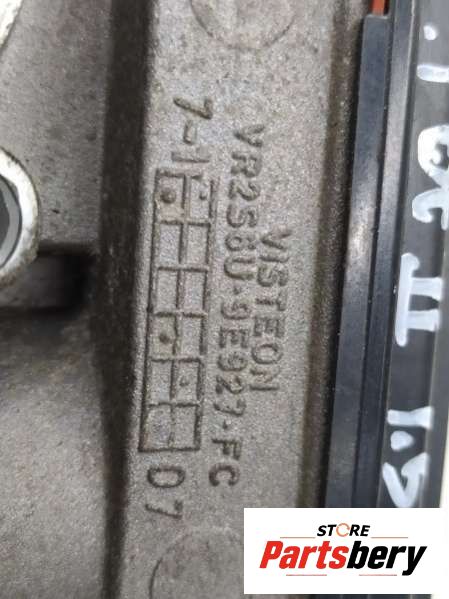 VISTEON
VR2S6U-9E927-FC
7-1
07
STORE
Partsbery